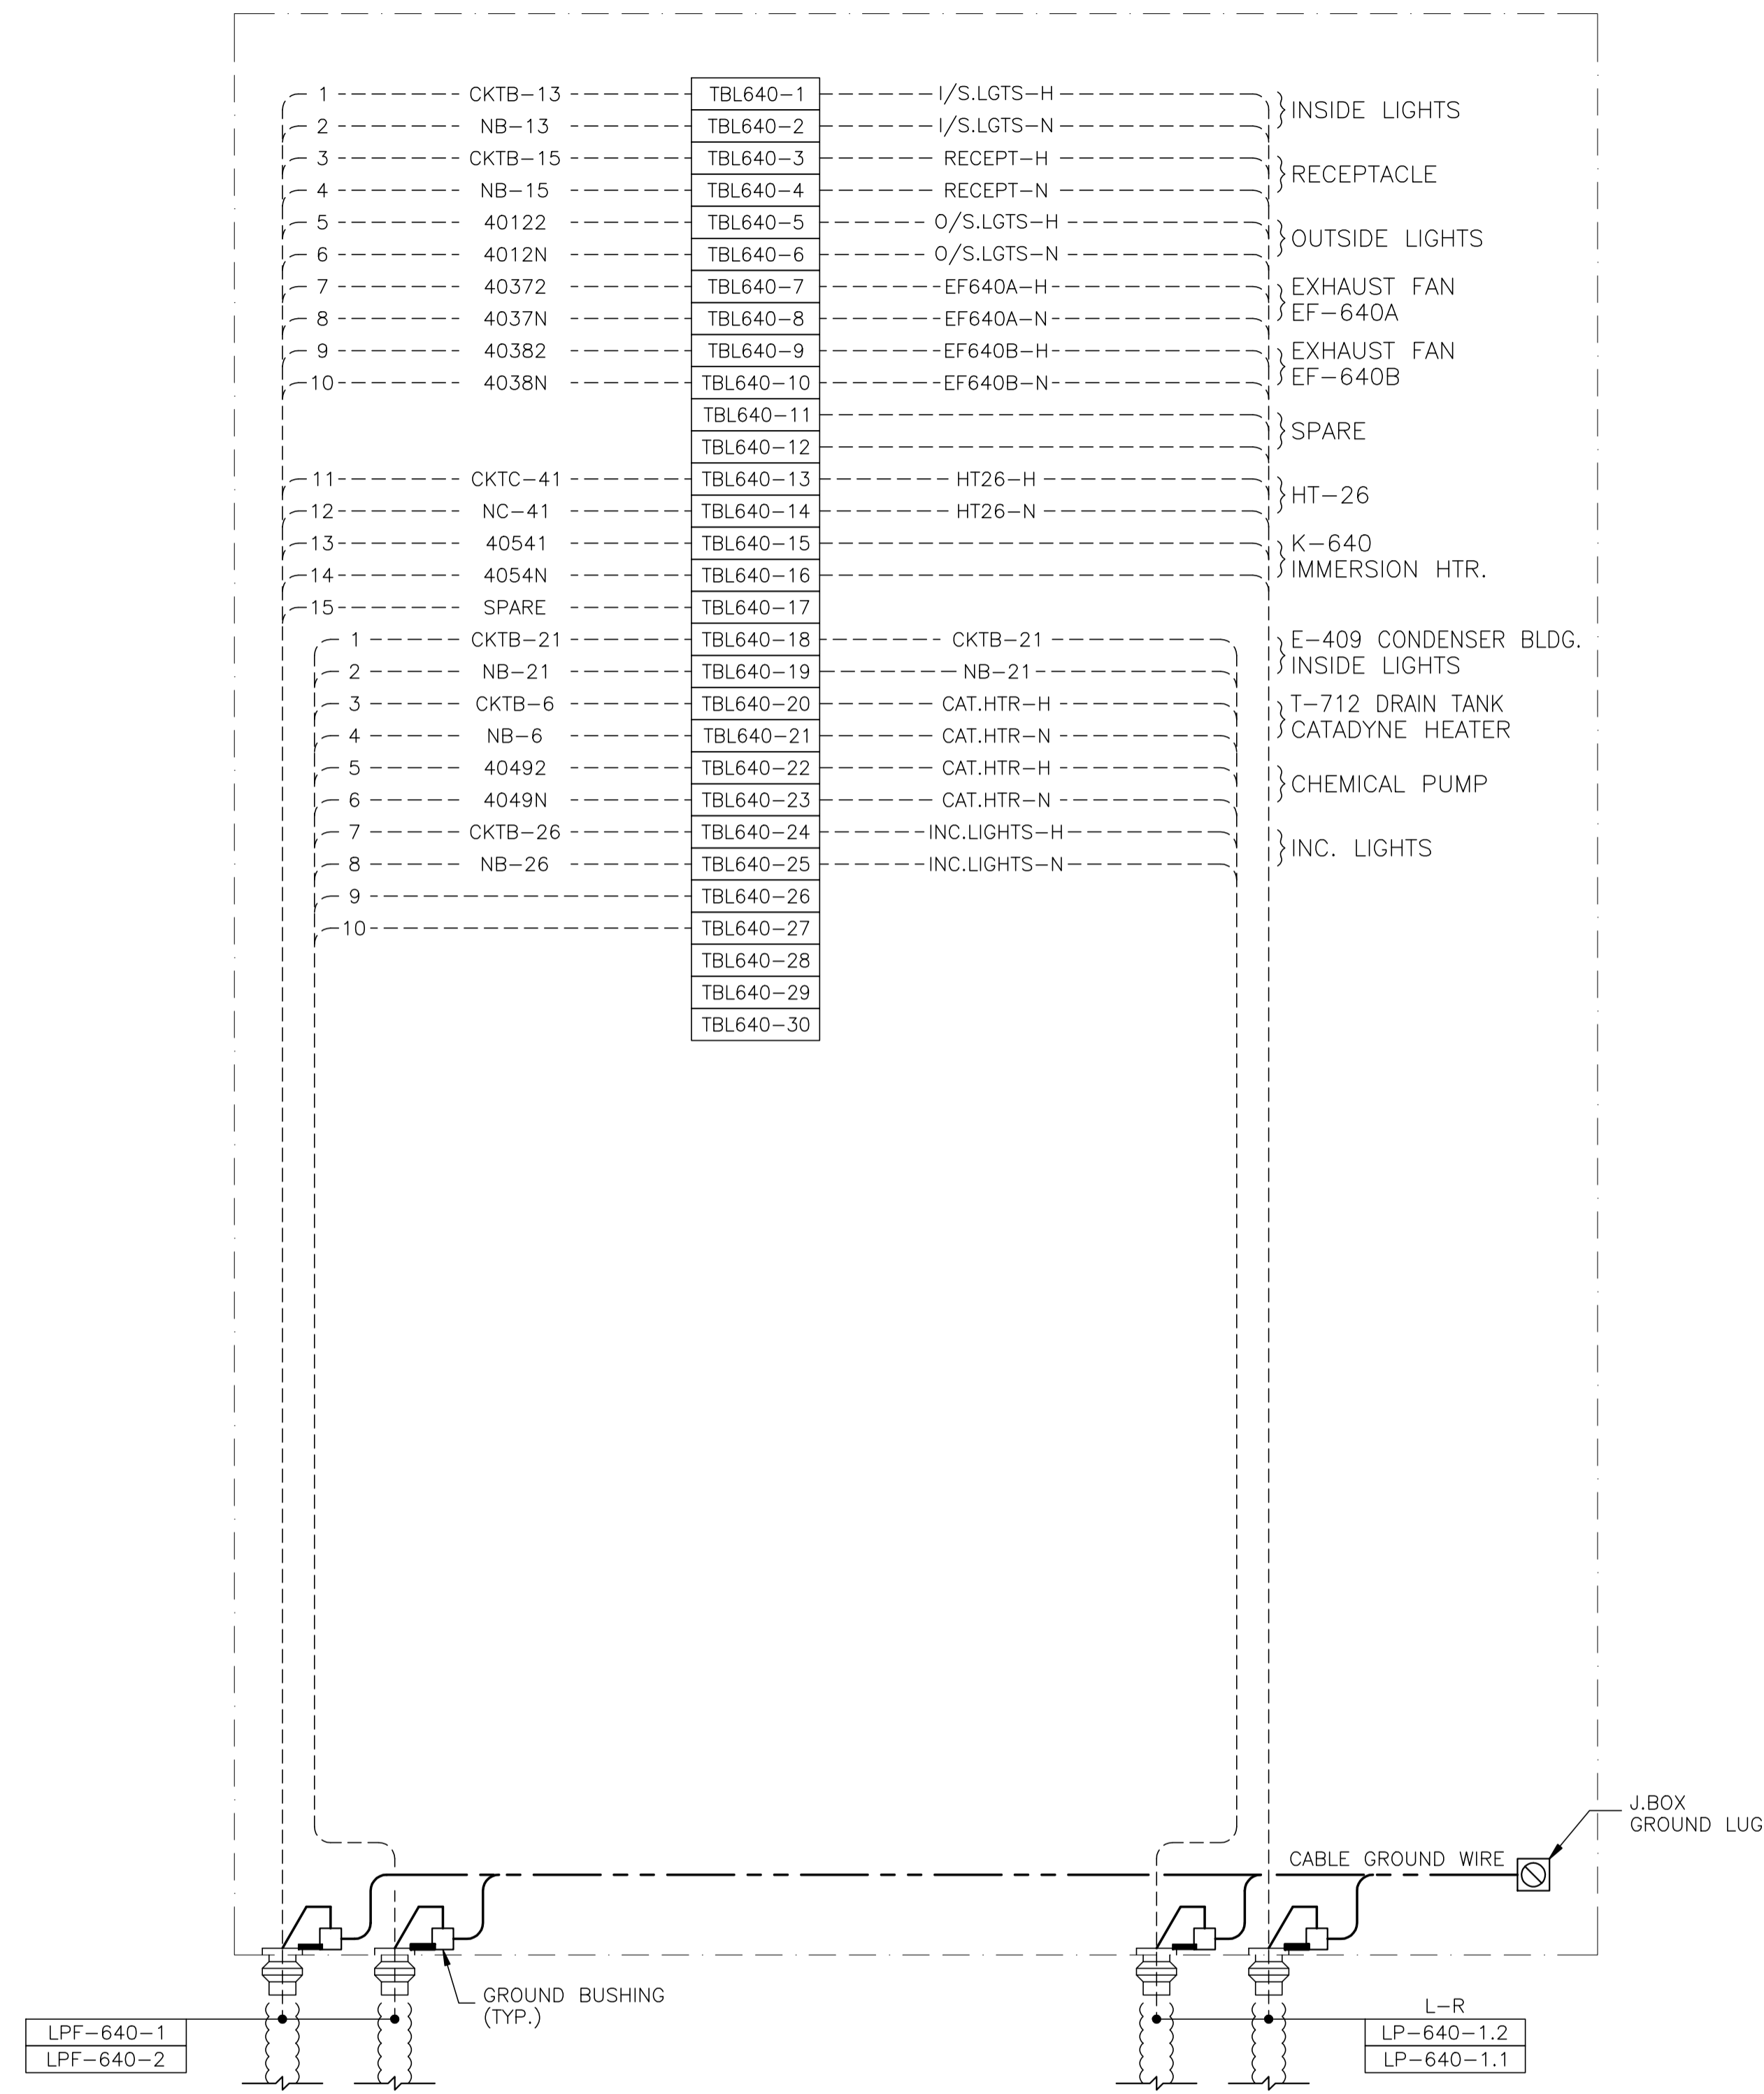 1 CKTB-13 TBL640-1 I/S.LGTS-H
2 NB-13 TBL640-2 I/S.LGTS-N
INSIDE LIGHTS
3 CKTB-15 TBL640-3 RECEPT-H
4 NB-15 TBL640-4 RECEPT-N
RECEPTACLE
5 40122 TBL640-5 O/S.LGTS-H
6 4012N TBL640-6 O/S.LGTS-N
OUTSIDE LIGHTS
7 40372 TBL640-7 EF640A-H
8 4037N TBL640-8 EF640A-N
EXHAUST FAN
EF-640A
9 40382 TBL640-9 EF640B-H
10 4038N TBL640-10 EF640B-N
EXHAUST FAN
EF-640B
TBL640-11
TBL640-12
SPARE
11 CKTC-41 TBL640-13 HT26-H
12 NC-41 TBL640-14 HT26-N
HT-26
13 40541 TBL640-15
14 4054N TBL640-16
K-640
IMMERSION HTR.
15 SPARE TBL640-17
1 CKTB-21 TBL640-18 CKTB-21
2 NB-21 TBL640-19 NB-21
E-409 CONDENSER BLDG.
INSIDE LIGHTS
3 CKTB-6 TBL640-20 CAT.HTR-H
4 NB-6 TBL640-21 CAT.HTR-N
T-712 DRAIN TANK
CATADYNE HEATER
5 40492 TBL640-22 CAT.HTR-H
6 4049N TBL640-23 CAT.HTR-N
CHEMICAL PUMP
7 CKTB-26 TBL640-24 INC.LIGHTS-H
8 NB-26 TBL640-25 INC.LIGHTS-N
INC. LIGHTS
9 TBL640-26
10 TBL640-27
TBL640-28
TBL640-29
TBL640-30
J.BOX
GROUND LUG
CABLE GROUND WIRE
GROUND BUSHING
(TYP.)
LPF-640-1
LPF-640-2
L-R
LP-640-1.2
LP-640-1.1